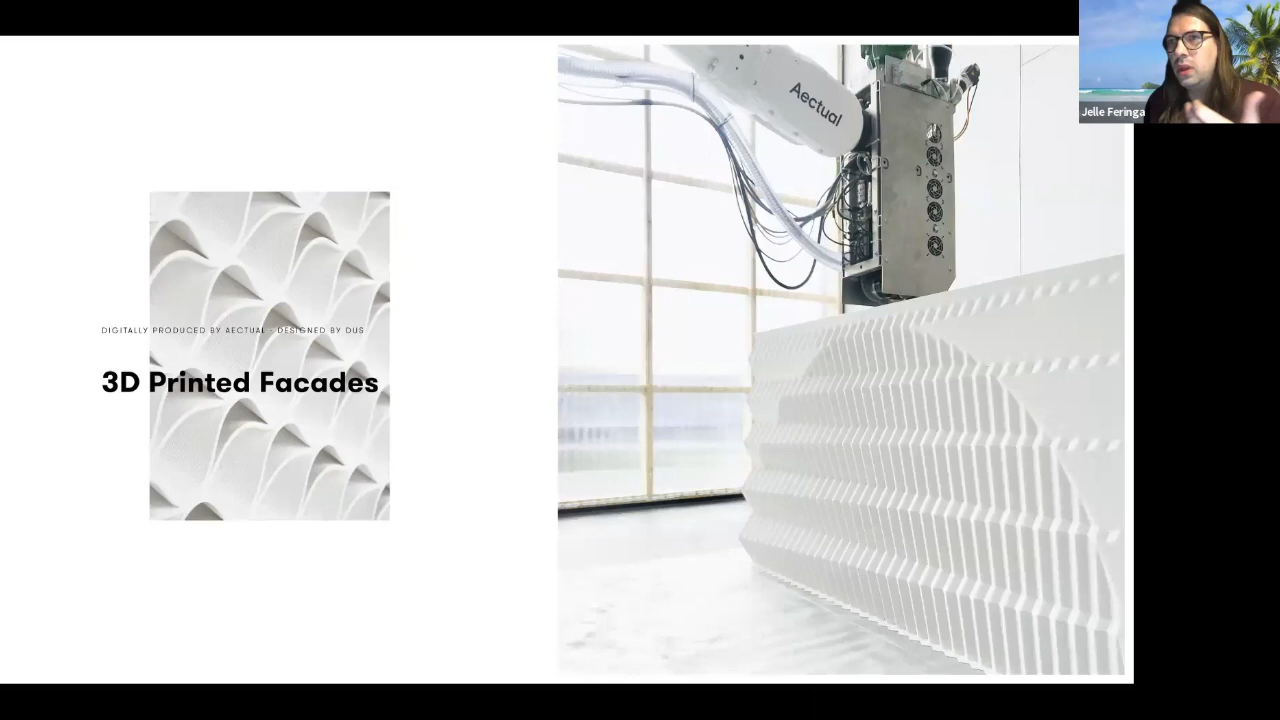 Aectual
Jelle Feringa
DIGITALLY PRODUCED BY AECTUAL - DESIGNED BY DUS
3D Printed Facades